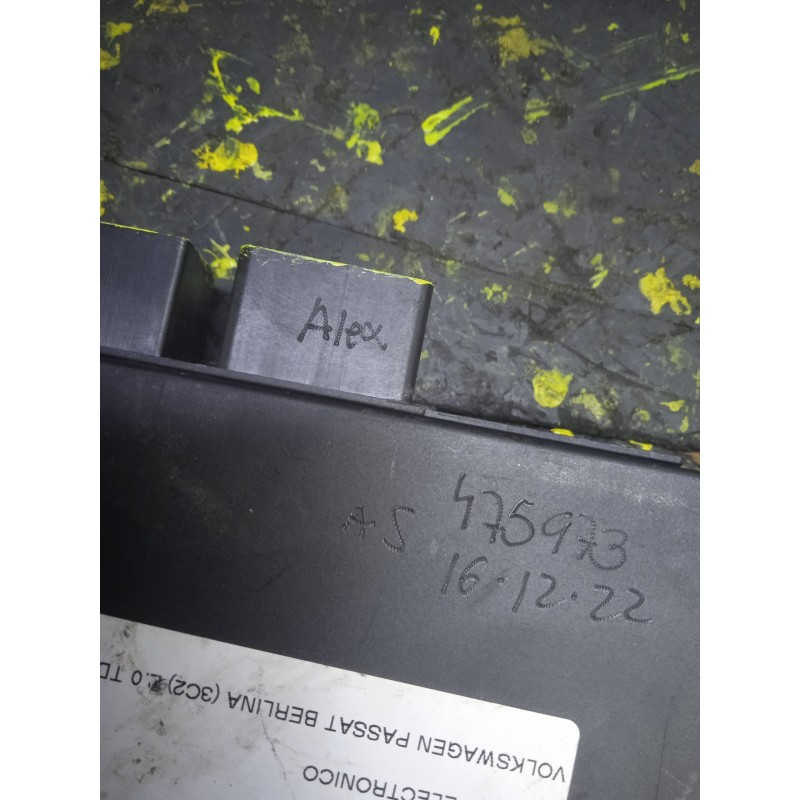 Alex
AS 475973
16·12·22
ELECTRONICO
VOLKSWAGEN PASSAT BERLINA (3C2) 2.0 TD